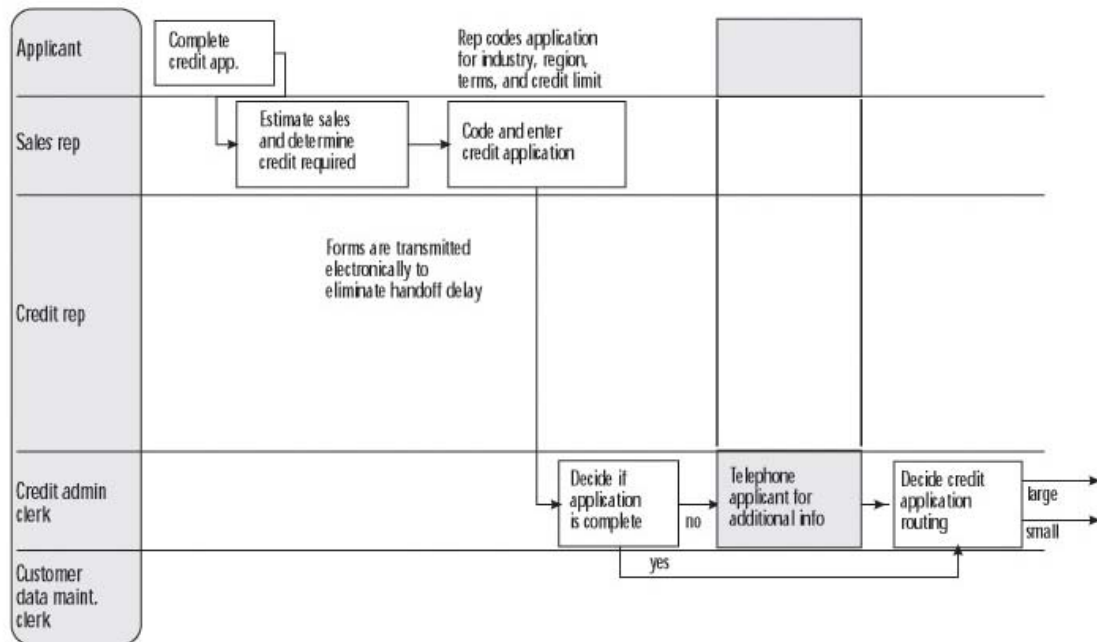 Applicant
Complete
credit app.
Rep codes application
for industry, region,
terms, and credit limit
Sales rep
Estimate sales
and determine
credit required
Code and enter
credit application
Forms are transmitted
electronically to
eliminate handoff delay
Credit rep
Credit admin
clerk
Decide if
application
is complete
no
Telephone
applicant for
additional info
Decide credit
application
routing
large
small
yes
Customer
data maint.
clerk